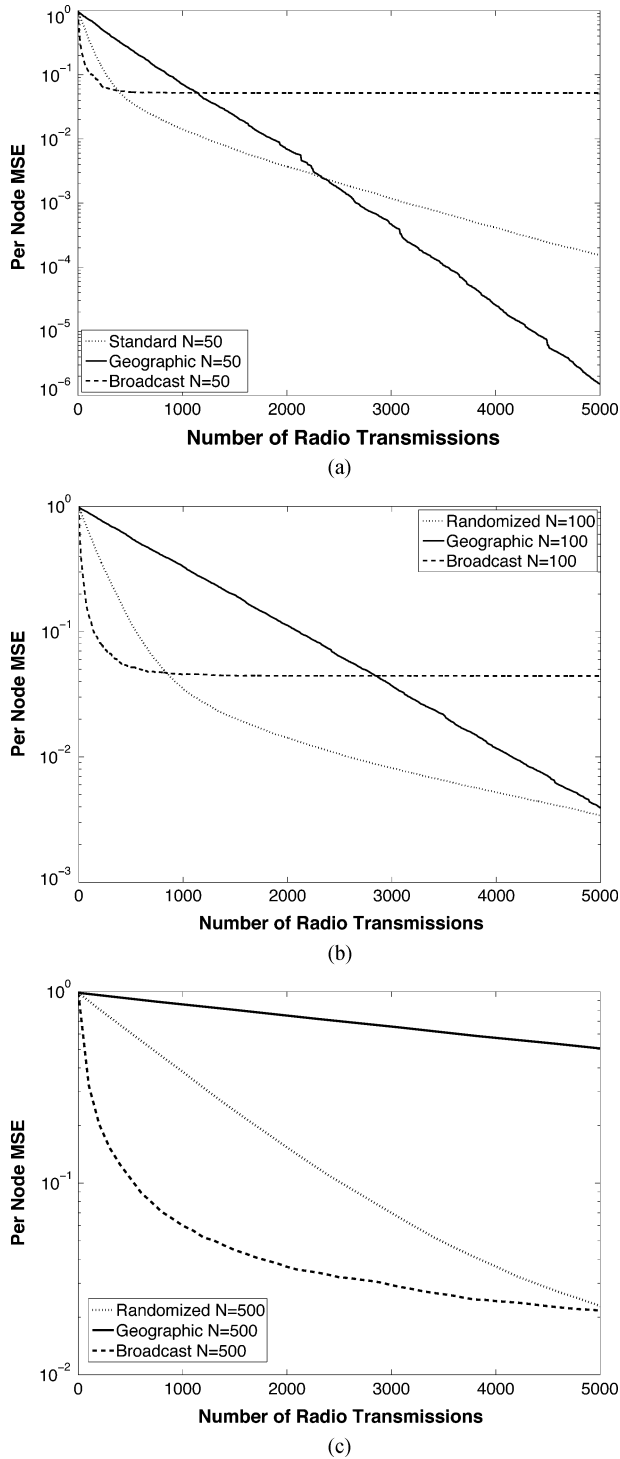 10^0
10^-1
10^-2
10^-3
10^-4
10^-5
10^-6
Per Node MSE
Standard N=50
Geographic N=50
Broadcast N=50
0 1000 2000 3000 4000 5000
Number of Radio Transmissions
(a)
10^0
10^-1
10^-2
10^-3
Per Node MSE
Randomized N=100
Geographic N=100
Broadcast N=100
0 1000 2000 3000 4000 5000
Number of Radio Transmissions
(b)
10^0
10^-1
10^-2
Per Node MSE
Randomized N=500
Geographic N=500
Broadcast N=500
0 1000 2000 3000 4000 5000
Number of Radio Transmissions
(c)